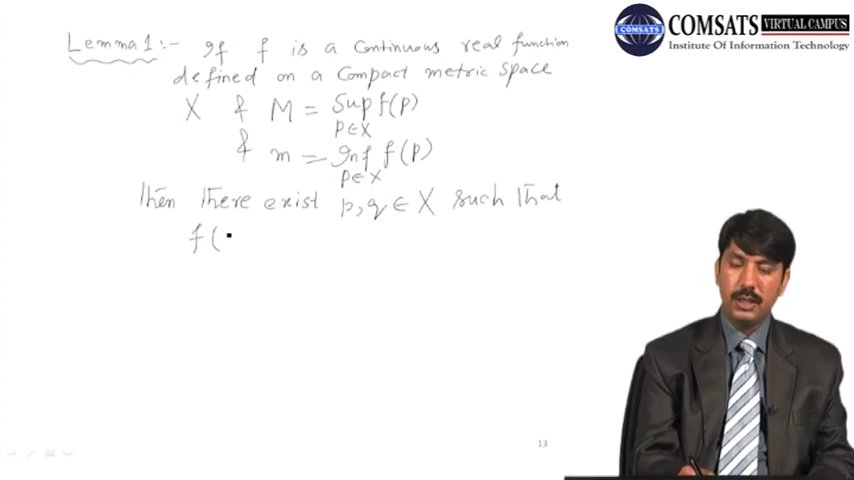 Lemma 1:- If f is a Continuous real function
defined on a Compact metric space
X & M = Sup f(p)
p∈X
& m = Inf f(p)
p∈X
Then There exist p, q ∈ X such That
f (
COMSATS VIRTUAL CAMPUS
Institute Of Information Technology
13